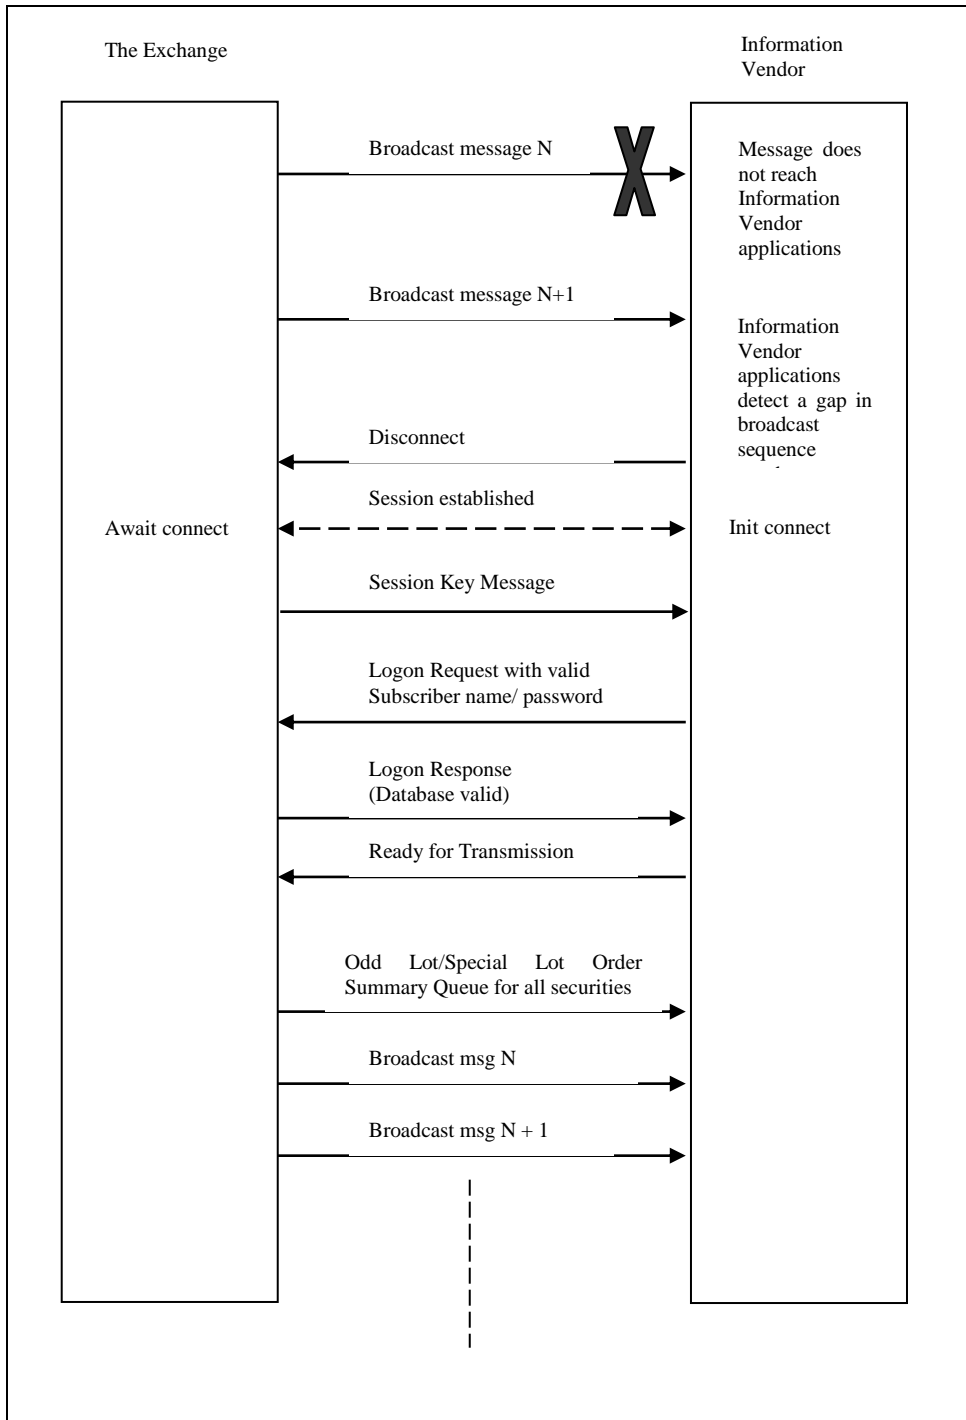 The Exchange
Information
Vendor
Broadcast message N
Message does
not reach
Information
Vendor
applications
Broadcast message N+1
Information
Vendor
applications
detect a gap in
broadcast
sequence
Disconnect
Session established
Await connect
Init connect
Session Key Message
Logon Request with valid
Subscriber name/ password
Logon Response
(Database valid)
Ready for Transmission
Odd Lot/Special Lot Order
Summary Queue for all securities
Broadcast msg N
Broadcast msg N + 1